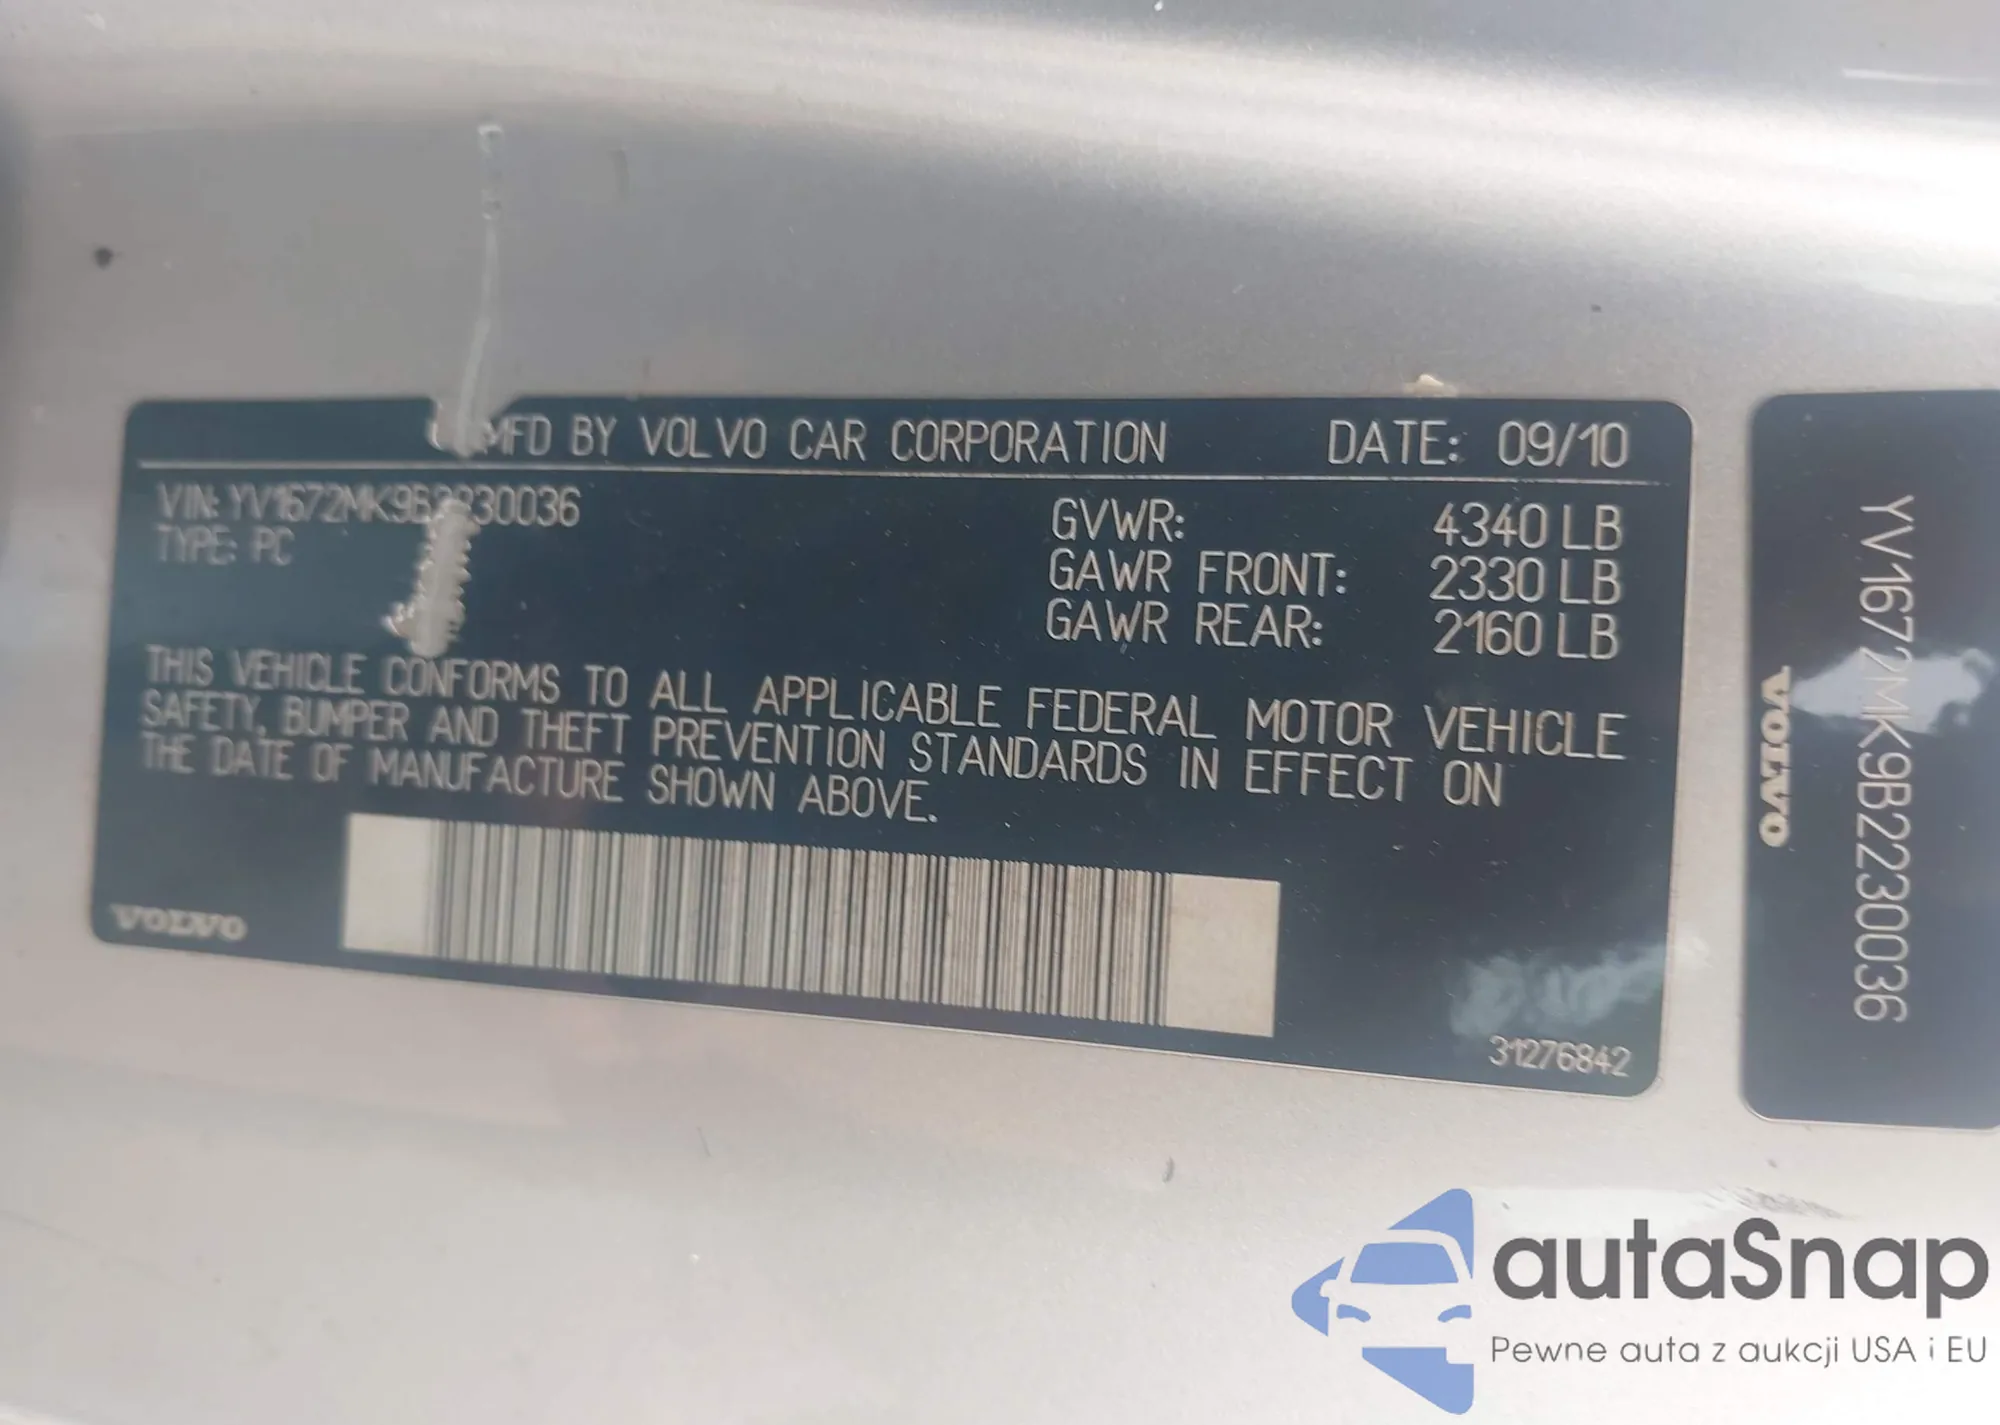 MFD BY VOLVO CAR CORPORATION DATE: 09/10
VIN: YV1672MK9B2230036
TYPE: PC
GVWR: 4340 LB
GAWR FRONT: 2330 LB
GAWR REAR: 2160 LB
THIS VEHICLE CONFORMS TO ALL APPLICABLE FEDERAL MOTOR VEHICLE
SAFETY, BUMPER AND THEFT PREVENTION STANDARDS IN EFFECT ON
THE DATE OF MANUFACTURE SHOWN ABOVE.
VOLVO
31276842
YV1672MK9B2230036
VOLVO
autaSnap
Pewne auta z aukcji USA i EU